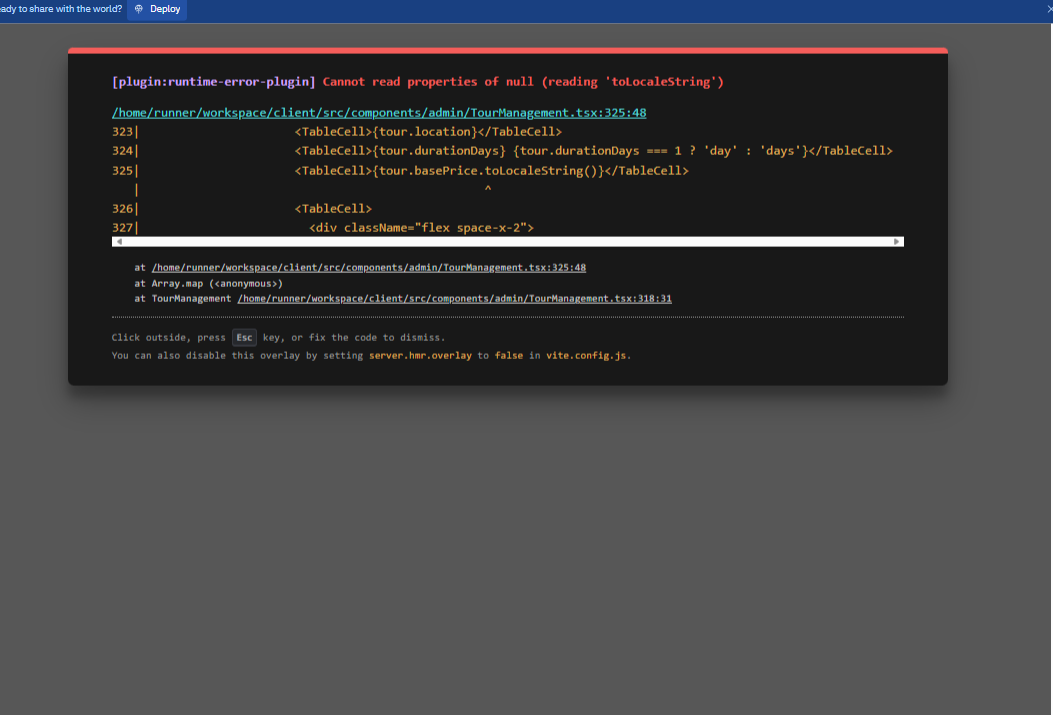 eady to share with the world? Deploy
[plugin:runtime-error-plugin] Cannot read properties of null (reading 'toLocaleString')
/home/runner/workspace/client/src/components/admin/TourManagement.tsx:325:48
323| <TableCell>{tour.location}</TableCell>
324| <TableCell>{tour.durationDays} {tour.durationDays === 1 ? 'day' : 'days'}</TableCell>
325| <TableCell>{tour.basePrice.toLocaleString()}</TableCell>
| ^
326| <TableCell>
327| <div className="flex space-x-2">
at /home/runner/workspace/client/src/components/admin/TourManagement.tsx:325:48
at Array.map (<anonymous>)
at TourManagement /home/runner/workspace/client/src/components/admin/TourManagement.tsx:318:31
Click outside, press Esc key, or fix the code to dismiss.
You can also disable this overlay by setting server.hmr.overlay to false in vite.config.js.